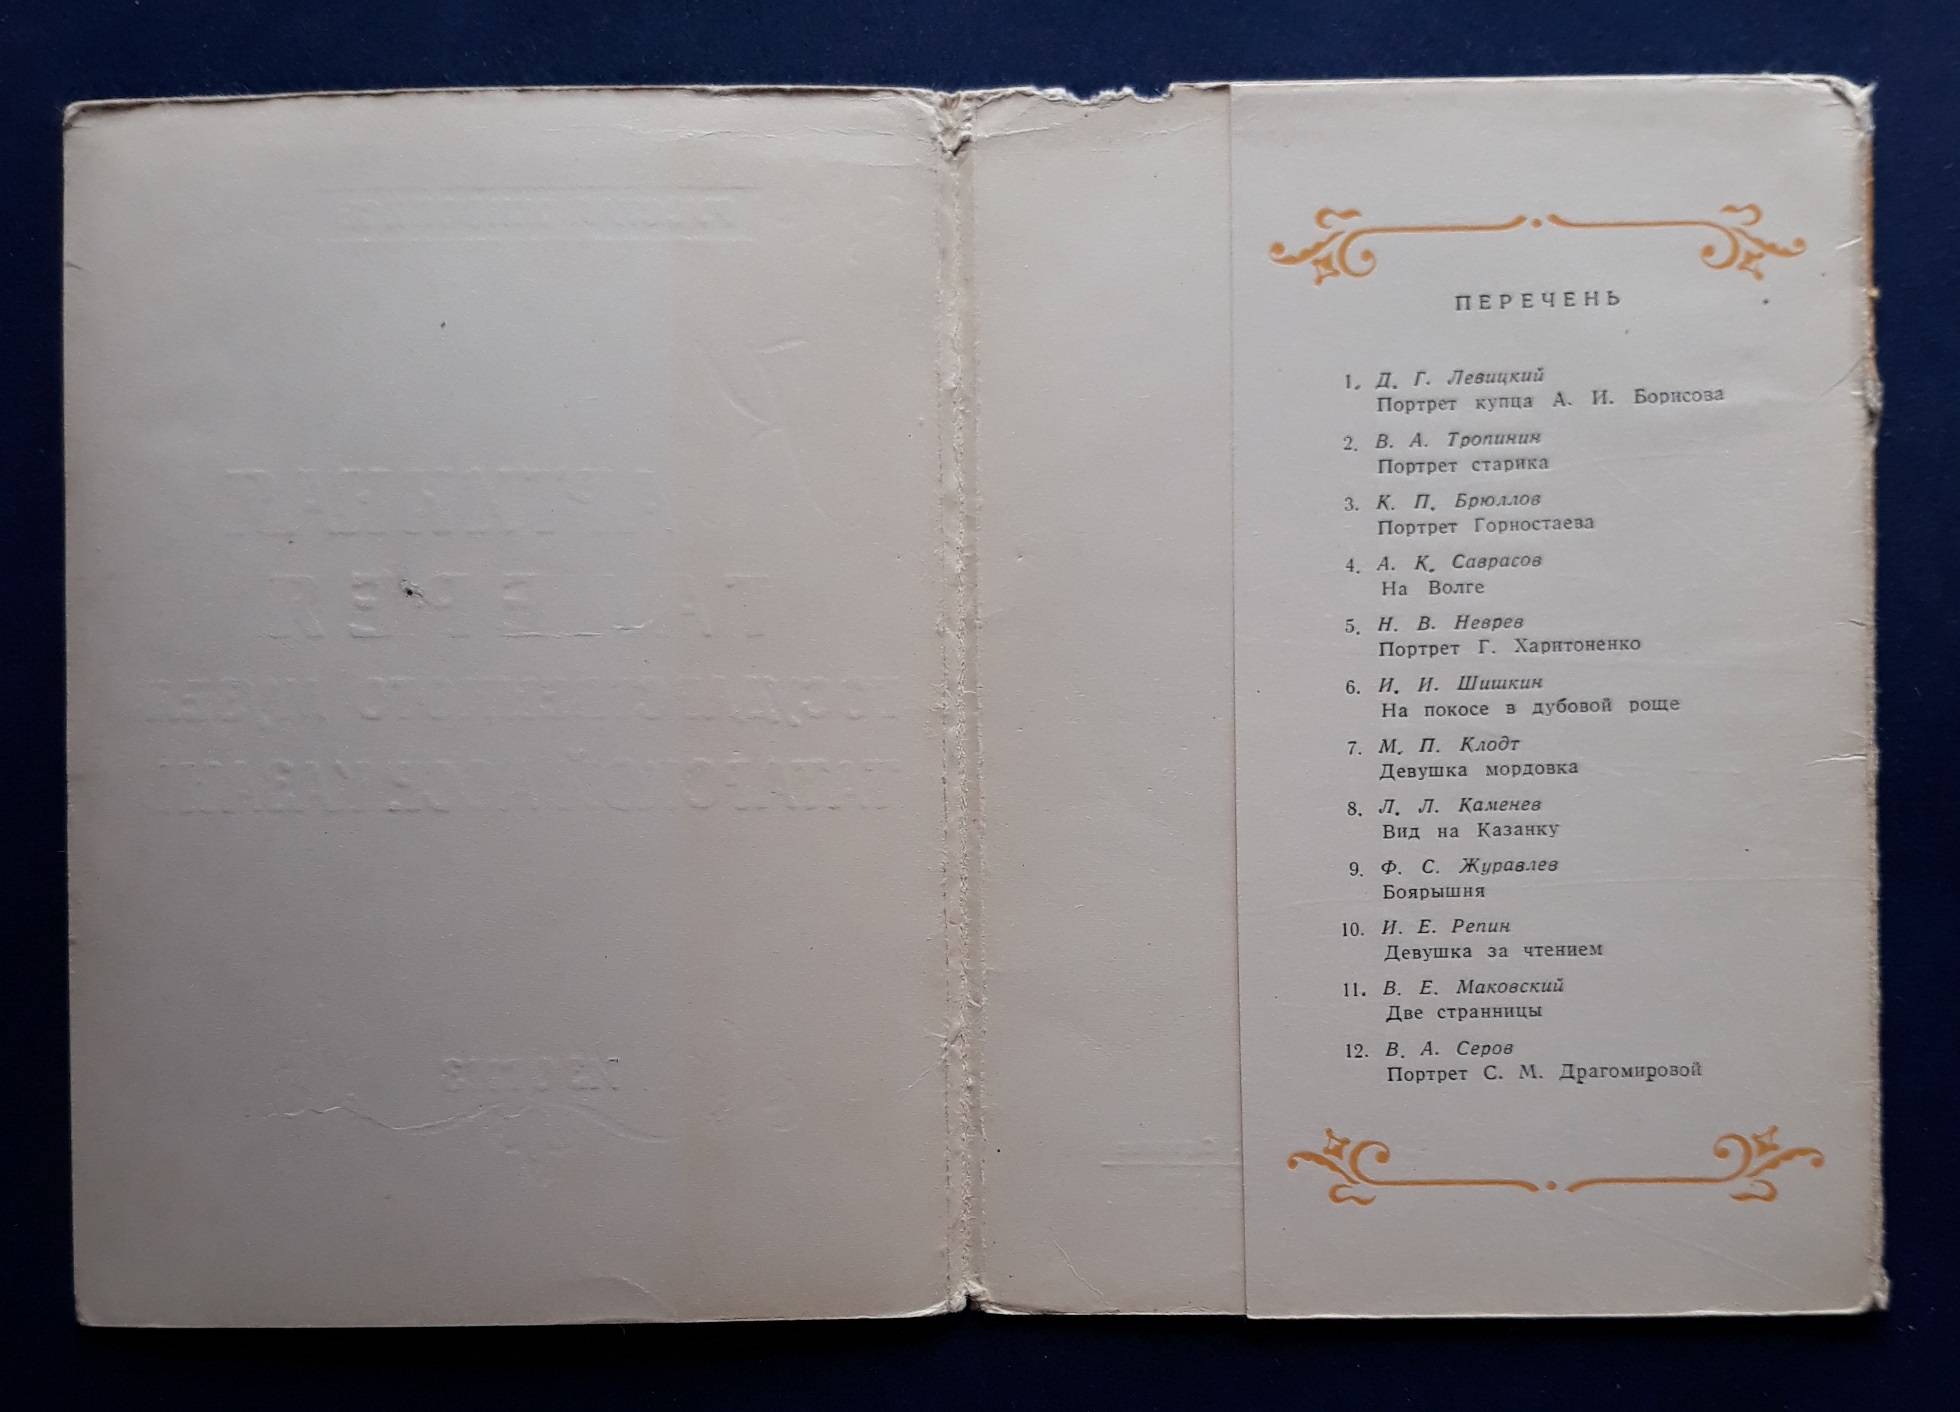 ПЕРЕЧЕНЬ
1. Д. Г. Левицкий
Портрет купца А. И. Борисова
2. В. А. Тропинин
Портрет старика
3. К. П. Брюллов
Портрет Горностаева
4. А. К. Саврасов
На Волге
5. Н. В. Неврев
Портрет Г. Харитоненко
6. И. И. Шишкин
На покосе в дубовой роще
7. М. П. Клодт
Девушка мордовка
8. Л. Л. Каменев
Вид на Казанку
9. Ф. С. Журавлев
Боярышня
10. И. Е. Репин
Девушка за чтением
11. В. Е. Маковский
Две странницы
12. В. А. Серов
Портрет С. М. Драгомировой